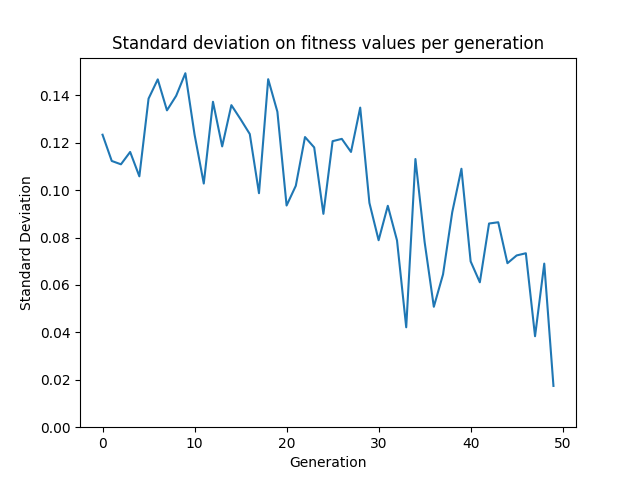 Standard deviation on fitness values per generation
0.14
0.12
0.10
0.08
0.06
0.04
0.02
0.00
Standard Deviation
0 10 20 30 40 50
Generation